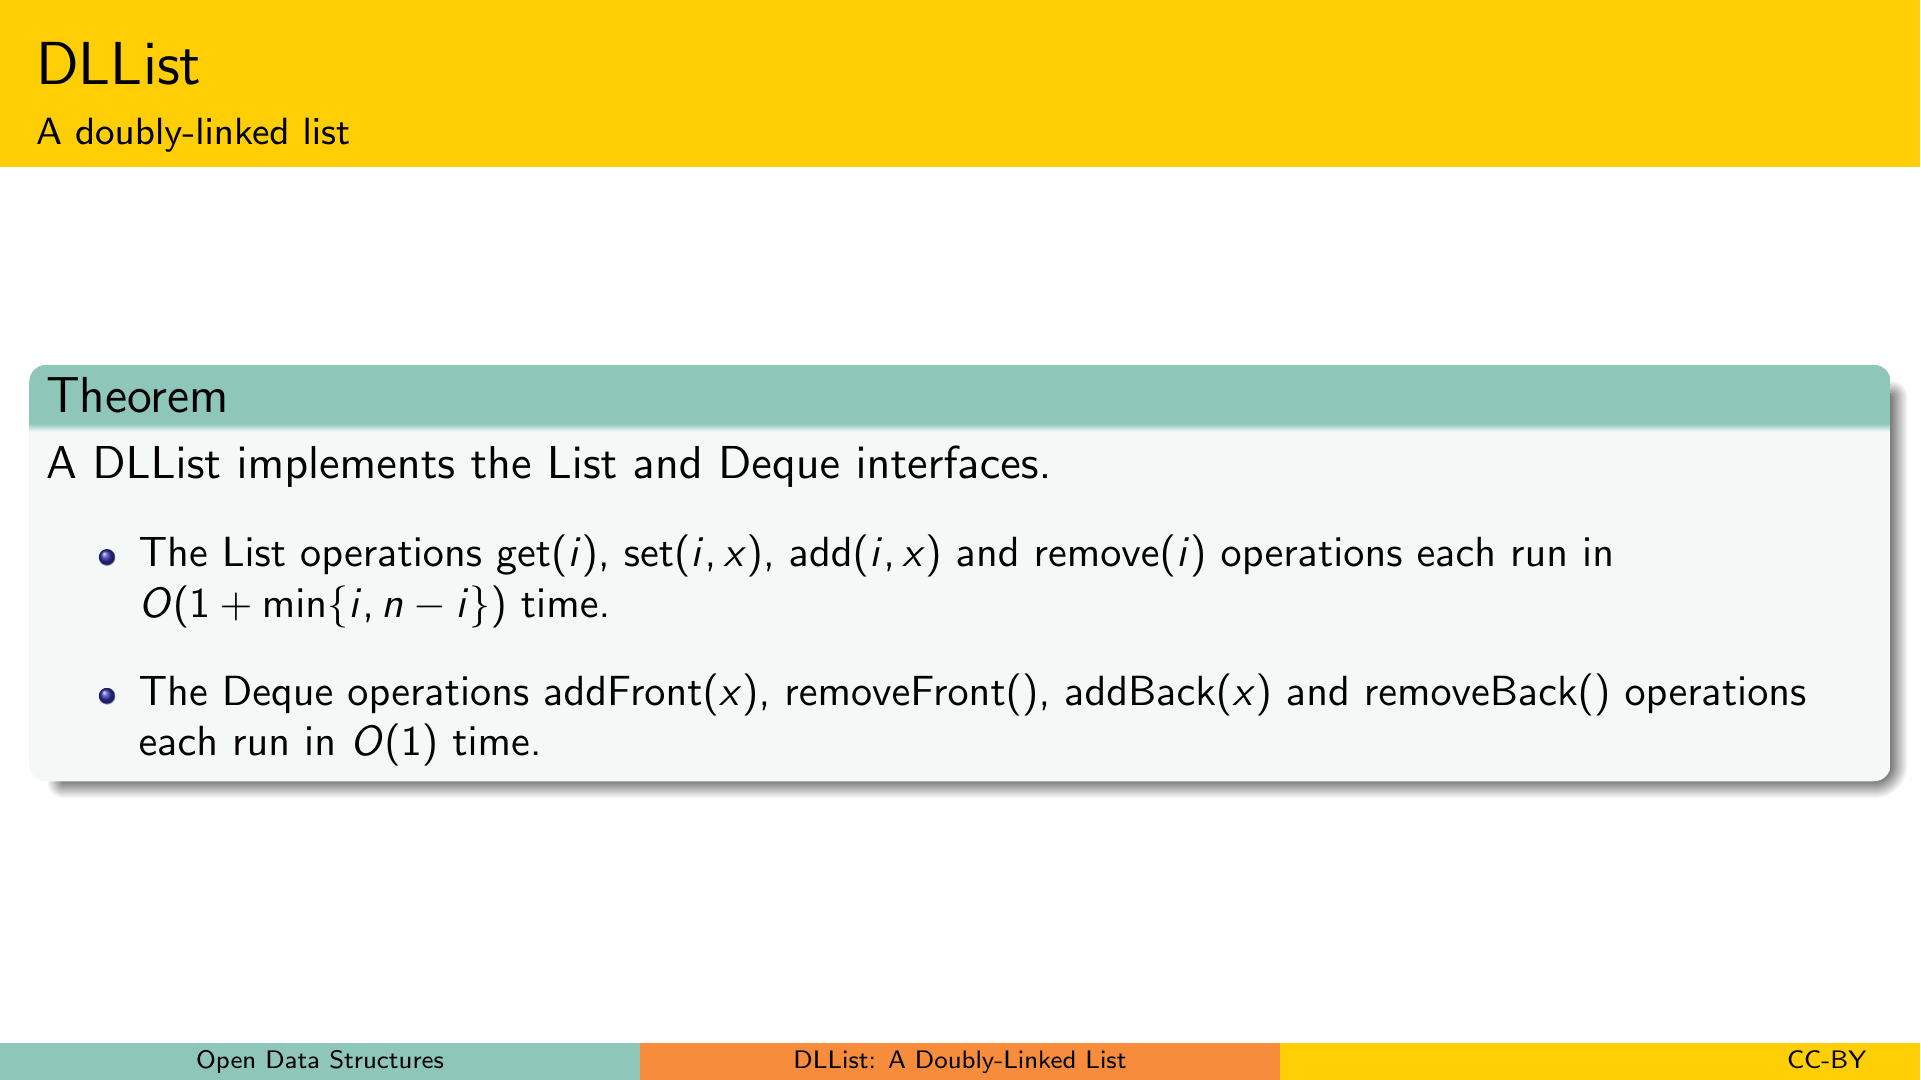 DLList
A doubly-linked list
Theorem
A DLList implements the List and Deque interfaces.
The List operations get(i), set(i, x), add(i, x) and remove(i) operations each run in
O(1 + min{i, n − i}) time.
The Deque operations addFront(x), removeFront(), addBack(x) and removeBack() operations
each run in O(1) time.
Open Data Structures
DLList: A Doubly-Linked List
CC-BY